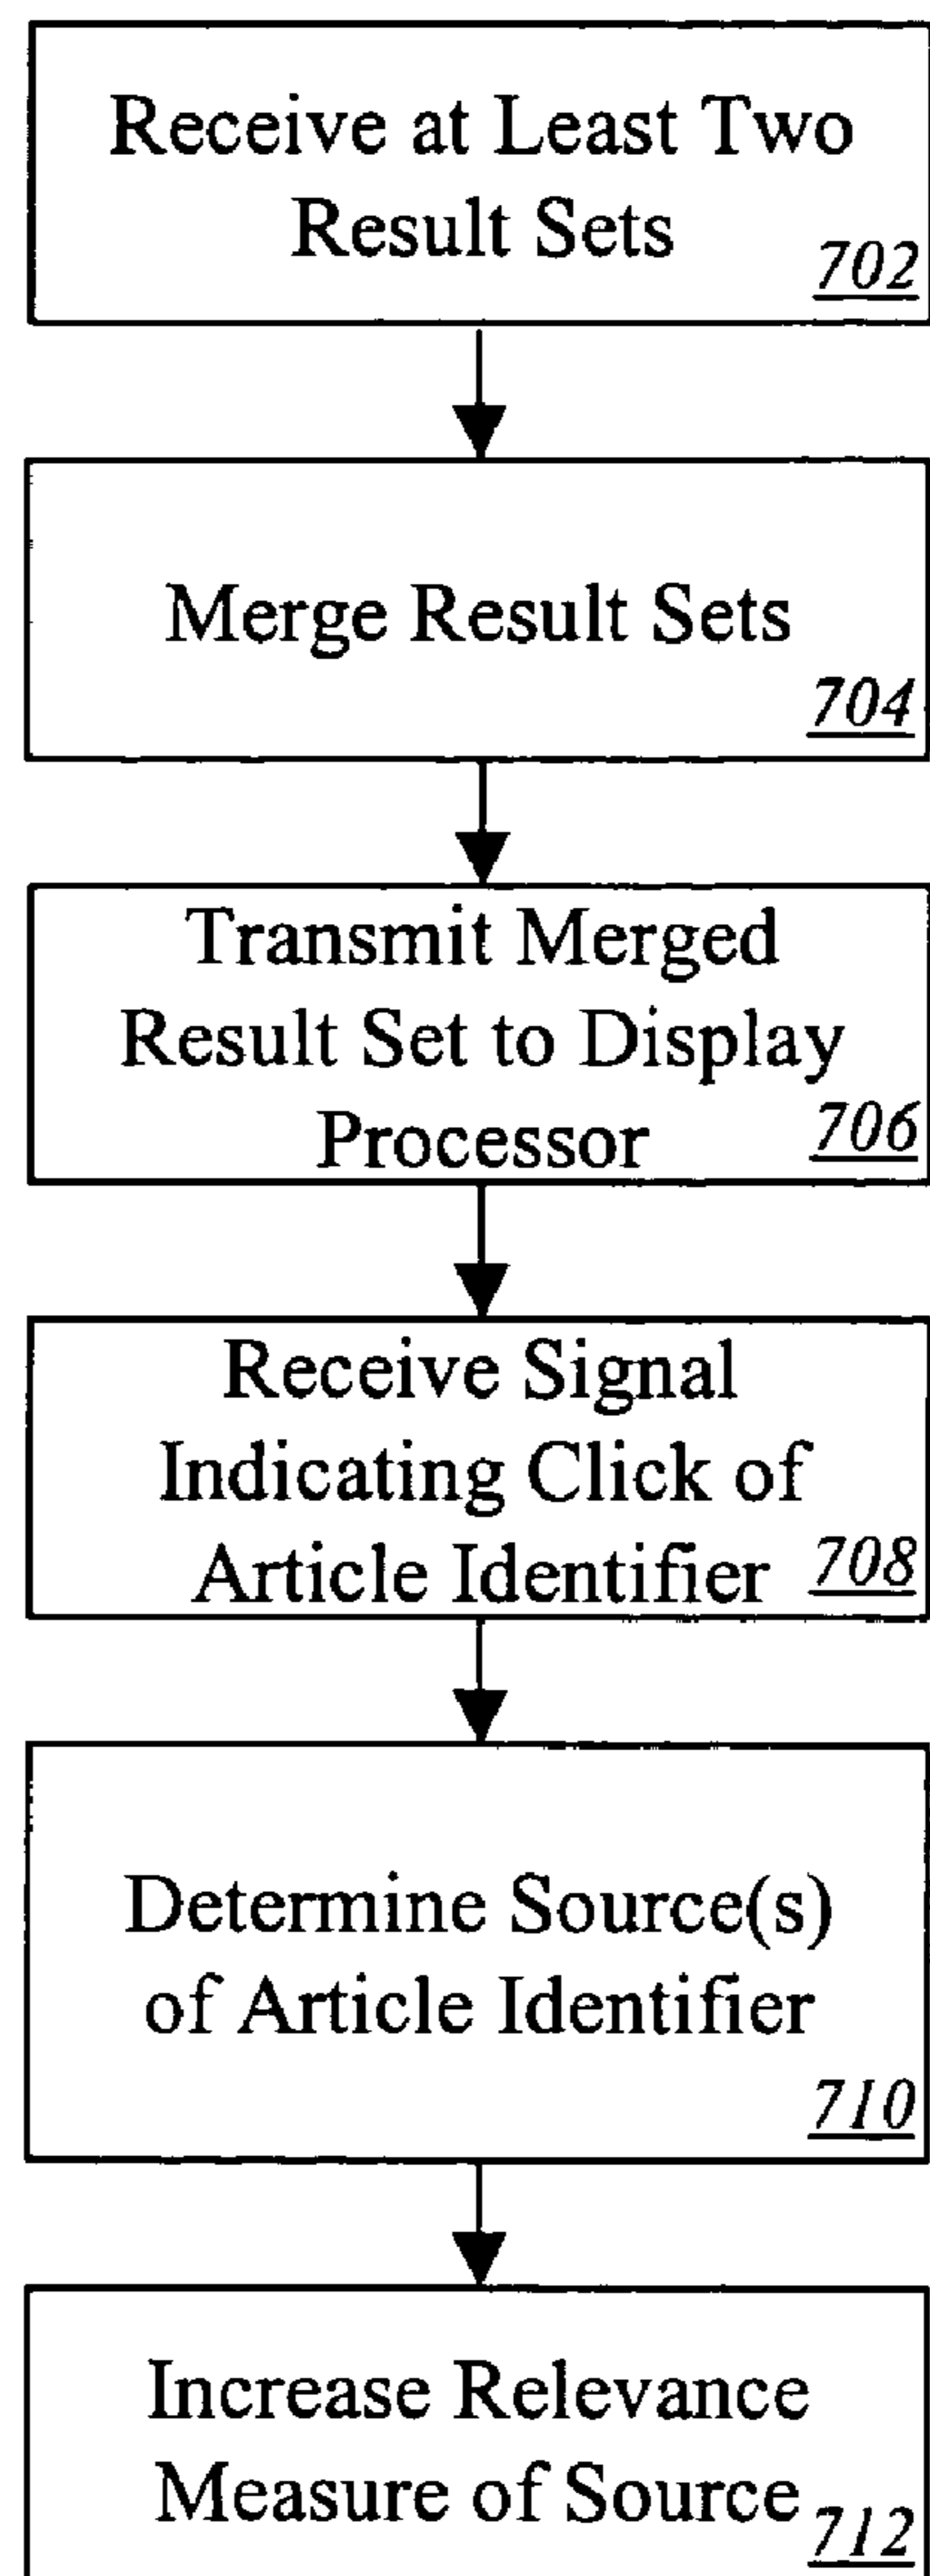 Receive at Least Two
Result Sets
702
Merge Result Sets
704
Transmit Merged
Result Set to Display
Processor
706
Receive Signal
Indicating Click of
Article Identifier
708
Determine Source(s)
of Article Identifier
710
Increase Relevance
Measure of Source
712